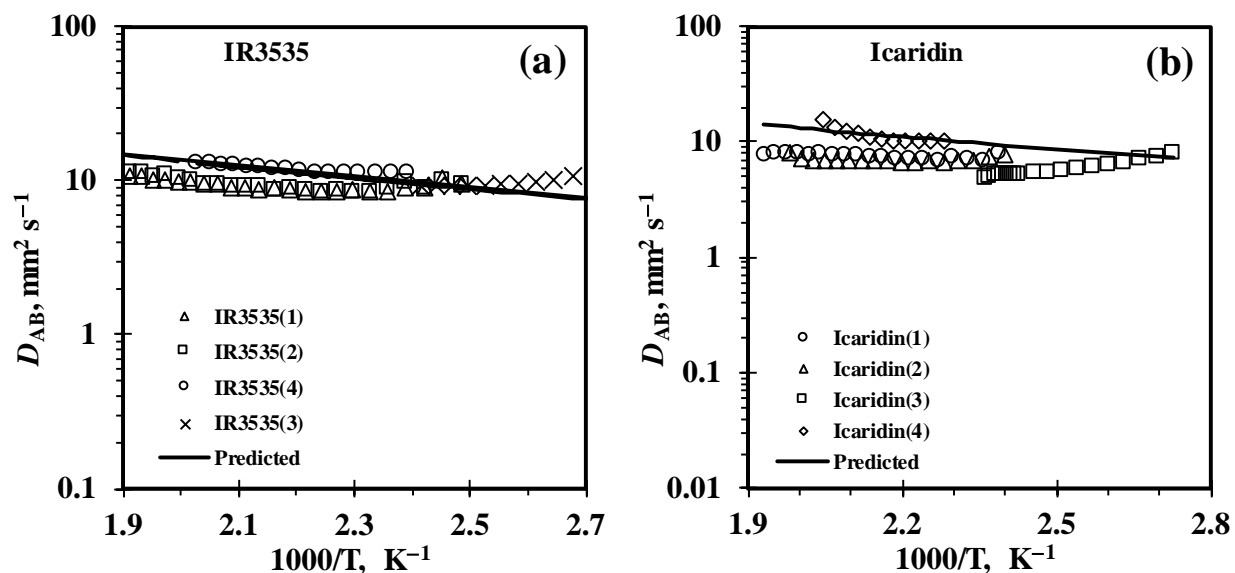 IR3535
(a)
100
10
1
0.1
D_AB, mm² s⁻¹
IR3535(1)
IR3535(2)
IR3535(4)
IR3535(3)
Predicted
1.9 2.1 2.3 2.5 2.7
1000/T, K⁻¹
Icaridin
(b)
100
10
1
0.1
0.01
D_AB, mm² s⁻¹
Icaridin(1)
Icaridin(2)
Icaridin(3)
Icaridin(4)
Predicted
1.9 2.2 2.5 2.8
1000/T, K⁻¹